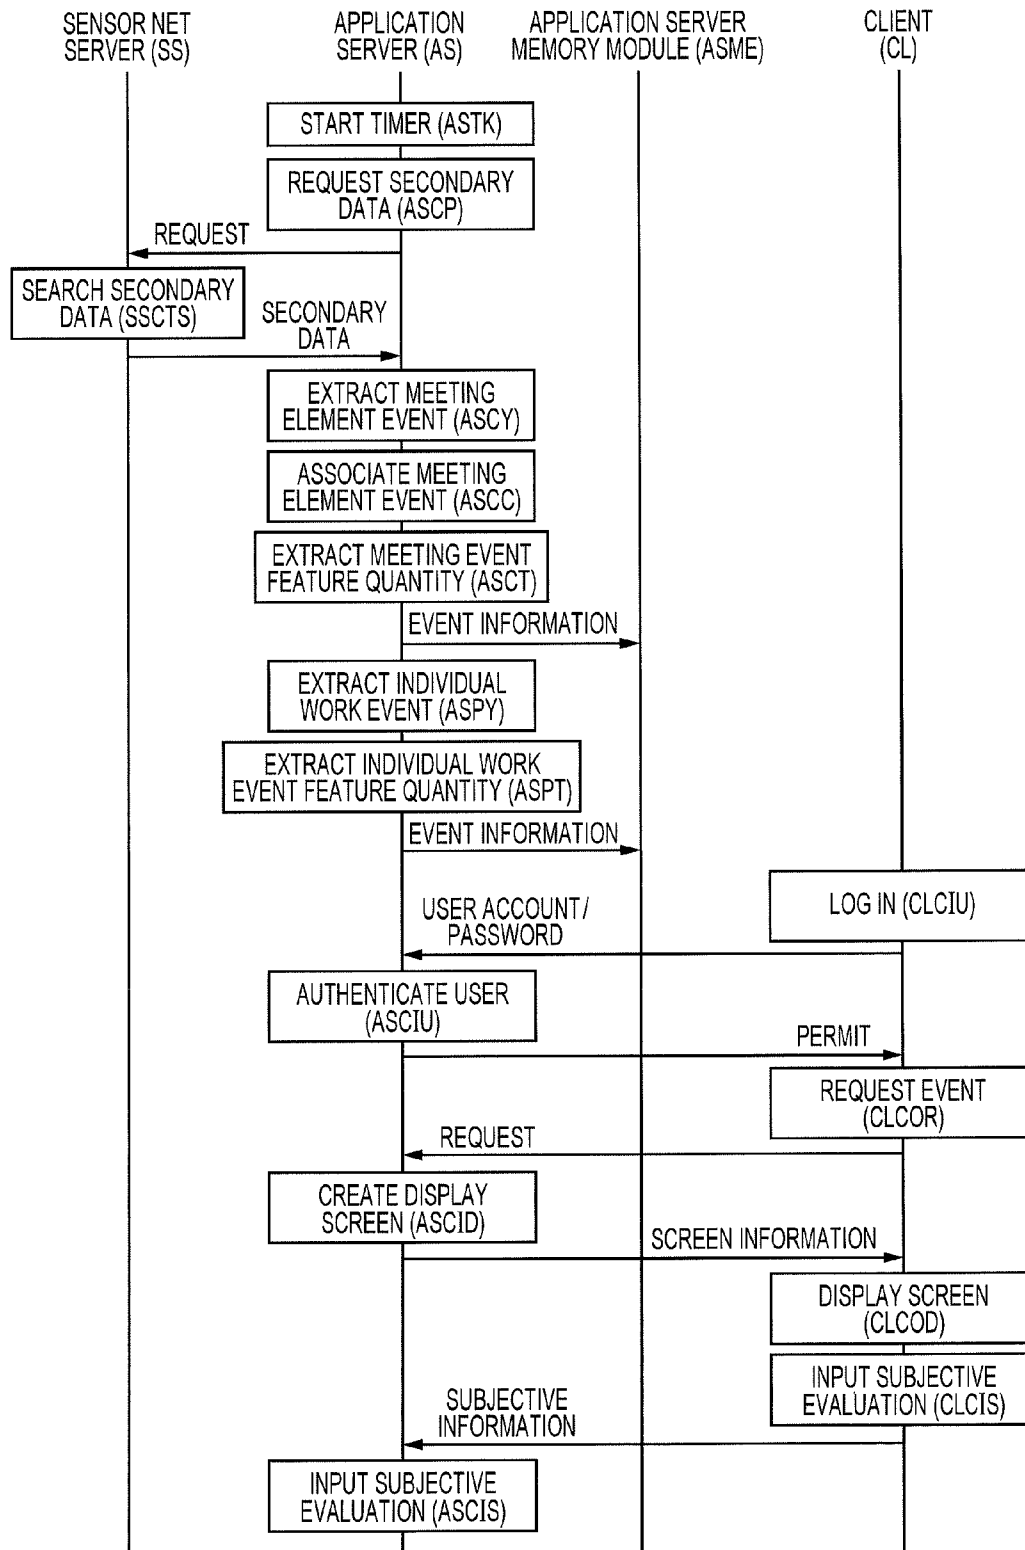 SENSOR NET
SERVER (SS)
APPLICATION
SERVER (AS)
APPLICATION SERVER
MEMORY MODULE (ASME)
CLIENT
(CL)
START TIMER (ASTK)
REQUEST SECONDARY
DATA (ASCP)
REQUEST
SEARCH SECONDARY
DATA (SSCTS)
SECONDARY
DATA
EXTRACT MEETING
ELEMENT EVENT (ASCY)
ASSOCIATE MEETING
ELEMENT EVENT (ASCC)
EXTRACT MEETING EVENT
FEATURE QUANTITY (ASCT)
EVENT INFORMATION
EXTRACT INDIVIDUAL
WORK EVENT (ASPY)
EXTRACT INDIVIDUAL WORK
EVENT FEATURE QUANTITY (ASPT)
EVENT INFORMATION
LOG IN (CLCIU)
USER ACCOUNT/
PASSWORD
AUTHENTICATE USER
(ASCIU)
PERMIT
REQUEST EVENT
(CLCOR)
REQUEST
CREATE DISPLAY
SCREEN (ASCID)
SCREEN INFORMATION
DISPLAY SCREEN
(CLCOD)
INPUT SUBJECTIVE
EVALUATION (CLCIS)
SUBJECTIVE
INFORMATION
INPUT SUBJECTIVE
EVALUATION (ASCIS)